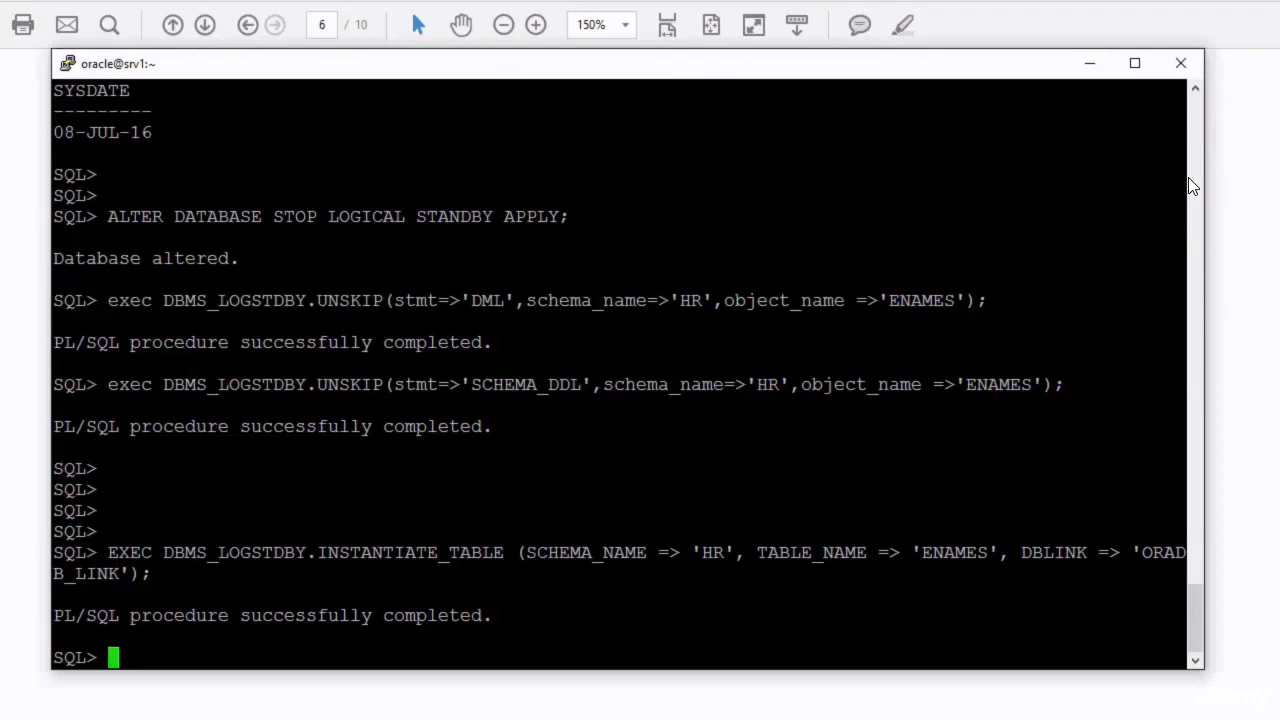 6 / 10 150%
oracle@srv1:~
SYSDATE
---------
08-JUL-16
SQL>
SQL>
SQL> ALTER DATABASE STOP LOGICAL STANDBY APPLY;
Database altered.
SQL> exec DBMS_LOGSTDBY.UNSKIP(stmt=>'DML',schema_name=>'HR',object_name =>'ENAMES');
PL/SQL procedure successfully completed.
SQL> exec DBMS_LOGSTDBY.UNSKIP(stmt=>'SCHEMA_DDL',schema_name=>'HR',object_name =>'ENAMES');
PL/SQL procedure successfully completed.
SQL>
SQL>
SQL>
SQL>
SQL> EXEC DBMS_LOGSTDBY.INSTANTIATE_TABLE (SCHEMA_NAME => 'HR', TABLE_NAME => 'ENAMES', DBLINK => 'ORAD
B_LINK');
PL/SQL procedure successfully completed.
SQL>
udemy